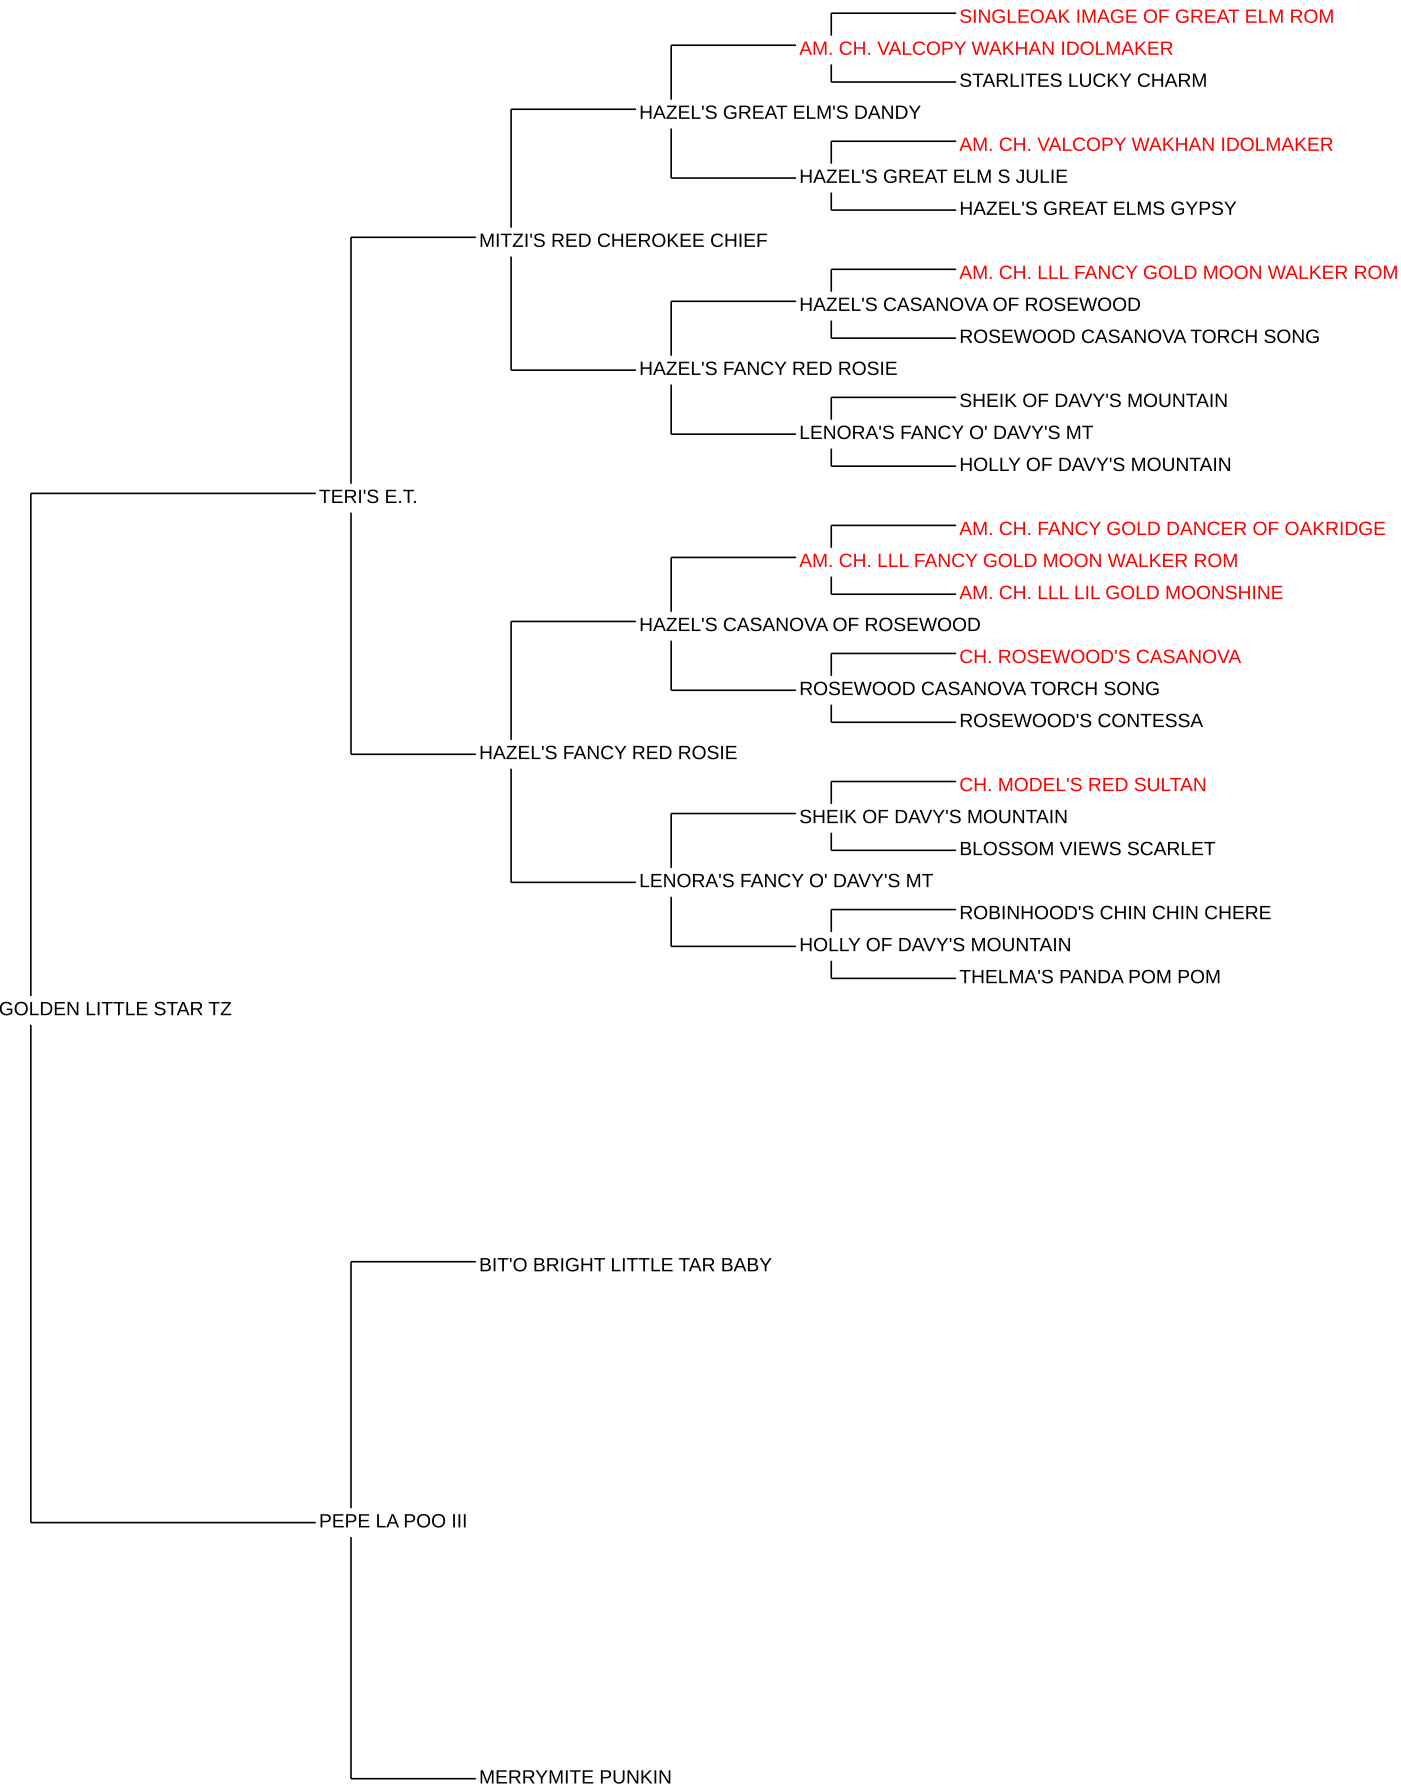 SINGLEOAK IMAGE OF GREAT ELM ROM
AM. CH. VALCOPY WAKHAN IDOLMAKER
STARLITES LUCKY CHARM
HAZEL'S GREAT ELM'S DANDY
AM. CH. VALCOPY WAKHAN IDOLMAKER
HAZEL'S GREAT ELM S JULIE
HAZEL'S GREAT ELMS GYPSY
MITZI'S RED CHEROKEE CHIEF
AM. CH. LLL FANCY GOLD MOON WALKER ROM
HAZEL'S CASANOVA OF ROSEWOOD
ROSEWOOD CASANOVA TORCH SONG
HAZEL'S FANCY RED ROSIE
SHEIK OF DAVY'S MOUNTAIN
LENORA'S FANCY O' DAVY'S MT
HOLLY OF DAVY'S MOUNTAIN
TERI'S E.T.
AM. CH. FANCY GOLD DANCER OF OAKRIDGE
AM. CH. LLL FANCY GOLD MOON WALKER ROM
AM. CH. LLL LIL GOLD MOONSHINE
HAZEL'S CASANOVA OF ROSEWOOD
CH. ROSEWOOD'S CASANOVA
ROSEWOOD CASANOVA TORCH SONG
ROSEWOOD'S CONTESSA
HAZEL'S FANCY RED ROSIE
CH. MODEL'S RED SULTAN
SHEIK OF DAVY'S MOUNTAIN
BLOSSOM VIEWS SCARLET
LENORA'S FANCY O' DAVY'S MT
ROBINHOOD'S CHIN CHIN CHERE
HOLLY OF DAVY'S MOUNTAIN
THELMA'S PANDA POM POM
GOLDEN LITTLE STAR TZ
BIT'O BRIGHT LITTLE TAR BABY
PEPE LA POO III
MERRYMITE PUNKIN